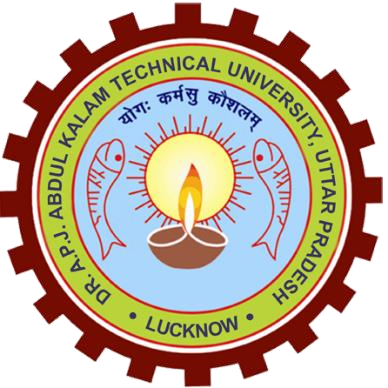 DR. A.P.J. ABDUL KALAM TECHNICAL UNIVERSITY, UTTAR PRADESH
योगः कर्मसु कौशलम्
• LUCKNOW •